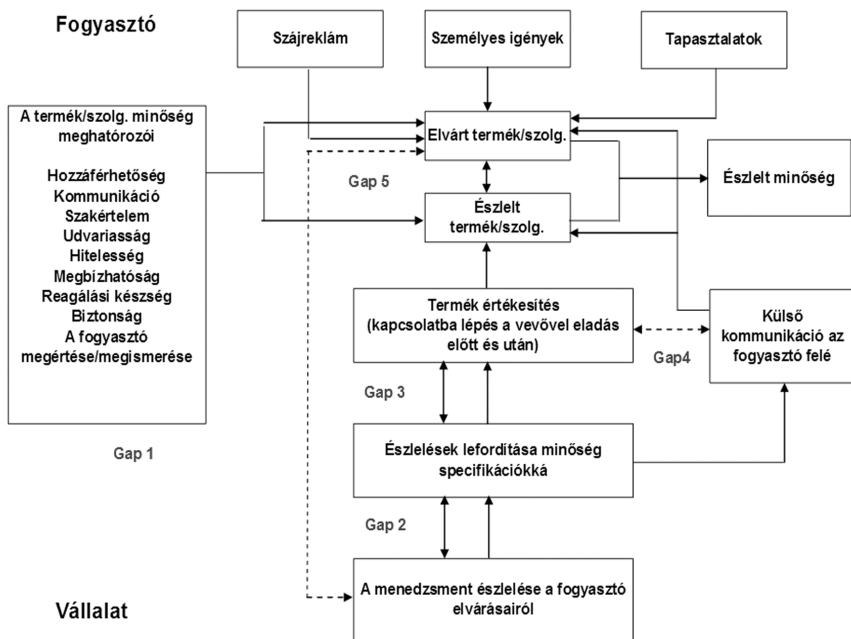 Fogyasztó
Szájreklám
Személyes igények
Tapasztalatok
A termék/szolg. minőség
meghatórozói
Hozzáférhetőség
Kommunikáció
Szakértelem
Udvariasság
Hitelesség
Megbízhatóság
Reagálási készség
Biztonság
A fogyasztó
megértése/megismerése
Elvárt termék/szolg.
Gap 5
Észlelt
termék/szolg.
Észlelt minőség
Termék értékesítés
(kapcsolatba lépés a vevővel eladás
előtt és után)
Gap4
Külső
kommunikáció az
fogyasztó felé
Gap 3
Gap 1
Észlelések lefordítása minőség
specifikációkká
Gap 2
A menedzsment észlelése a fogyasztó
elvárásairól
Vállalat